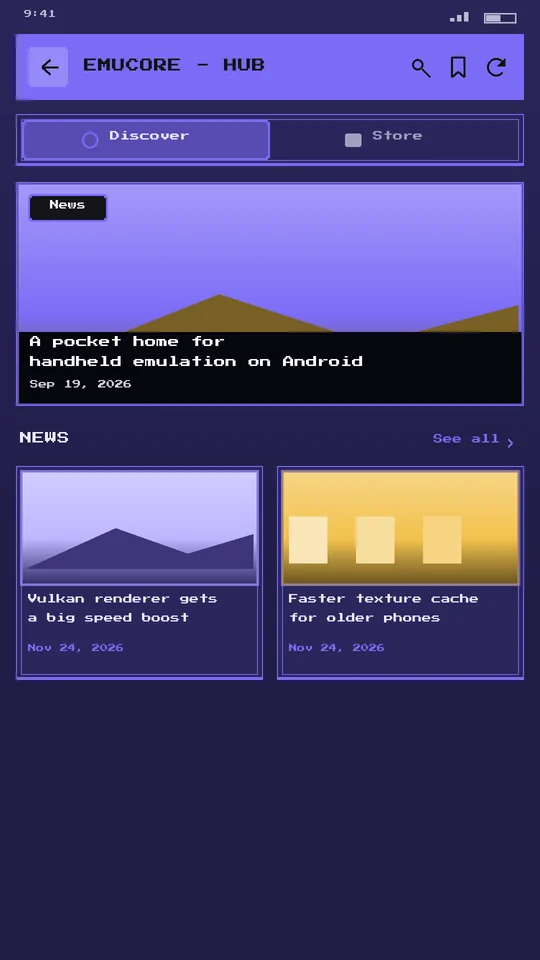 9:41
EMUCORE - HUB
Discover
Store
News
A pocket home for
handheld emulation on Android
Sep 19, 2026
NEWS
See all
Vulkan renderer gets
a big speed boost
Nov 24, 2026
Faster texture cache
for older phones
Nov 24, 2026